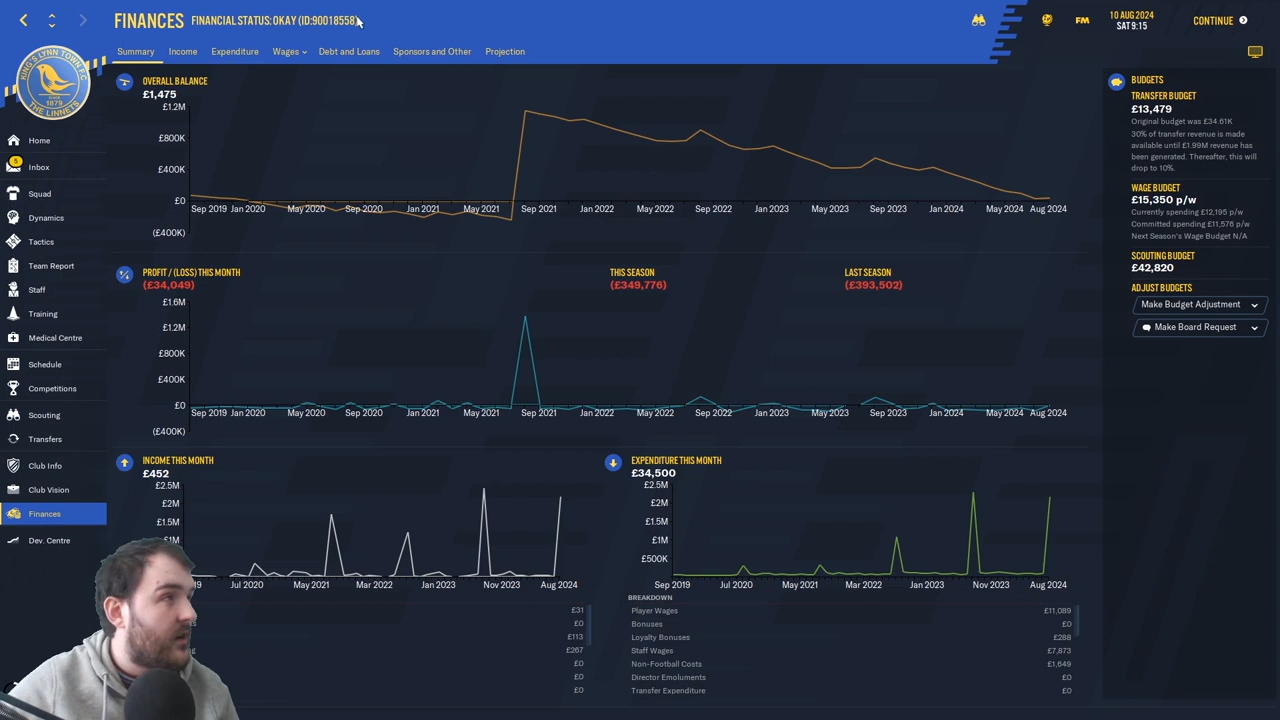 FINANCES
FINANCIAL STATUS: OKAY (ID:90018558)
FM
10 AUG 2024
SAT 9:15
CONTINUE
Summary Income Expenditure Wages Debt and Loans Sponsors and Other Projection
KING'S LYNN TOWN F.C
1879
THE LINNETS
Home
5
Inbox
Squad
Dynamics
Tactics
Team Report
Staff
Training
Medical Centre
Schedule
Competitions
Scouting
Transfers
Club Info
Club Vision
Finances
Dev. Centre
OVERALL BALANCE
£1,475
£1.2M
£800K
£400K
£0
Sep 2019 Jan 2020 May 2020 Sep 2020 Jan 2021 May 2021 Sep 2021 Jan 2022 May 2022 Sep 2022 Jan 2023 May 2023 Sep 2023 Jan 2024 May 2024 Aug 2024
(£400K)
PROFIT / (LOSS) THIS MONTH
(£34,049)
THIS SEASON
(£349,776)
LAST SEASON
(£393,502)
£1.6M
£1.2M
£800K
£400K
£0
Sep 2019 Jan 2020 May 2020 Sep 2020 Jan 2021 May 2021 Sep 2021 Jan 2022 May 2022 Sep 2022 Jan 2023 May 2023 Sep 2023 Jan 2024 May 2024 Aug 2024
(£400K)
INCOME THIS MONTH
£452
£2.5M
£2M
£1.5M
£1M
19 Jul 2020 May 2021 Mar 2022 Jan 2023 Nov 2023 Aug 2024
£31
£0
£113
£267
£0
£0
£0
EXPENDITURE THIS MONTH
£34,500
£2.5M
£2M
£1.5M
£1M
£500K
Sep 2019 Jul 2020 May 2021 Mar 2022 Jan 2023 Nov 2023 Aug 2024
BREAKDOWN
Player Wages £11,089
Bonuses £0
Loyalty Bonuses £288
Staff Wages £7,873
Non-Football Costs £1,649
Director Emoluments £0
Transfer Expenditure £0
BUDGETS
TRANSFER BUDGET
£13,479
Original budget was £34.61K
30% of transfer revenue is made
available until £1.99M revenue has
been generated. Thereafter, this will
drop to 10%.
WAGE BUDGET
£15,350 p/w
Currently spending £12,195 p/w
Committed spending £11,576 p/w
Next Season's Wage Budget N/A
SCOUTING BUDGET
£42,820
ADJUST BUDGETS
Make Budget Adjustment
Make Board Request